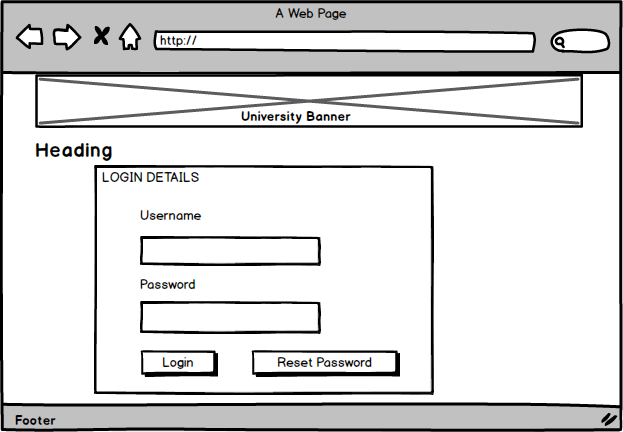 A Web Page
http://
University Banner
Heading
LOGIN DETAILS
Username
Password
Login
Reset Password
Footer